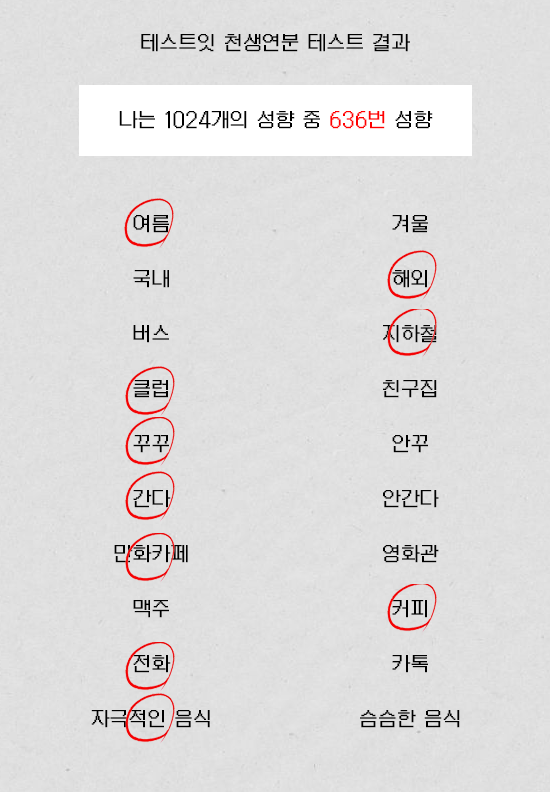 테스트잇 천생연분 테스트 결과
나는 1024개의 성향 중 636번 성향
여름 겨울
국내 해외
버스 지하철
클럽 친구집
꾸꾸 안꾸
간다 안간다
만화카페 영화관
맥주 커피
전화 카톡
자극적인 음식 슴슴한 음식